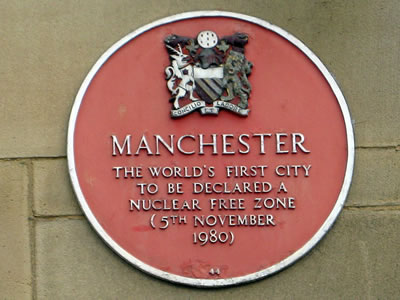 CONCILIO ET LABORE
MANCHESTER
THE WORLD'S FIRST CITY
TO BE DECLARED A
NUCLEAR FREE ZONE
(5TH NOVEMBER
1980)